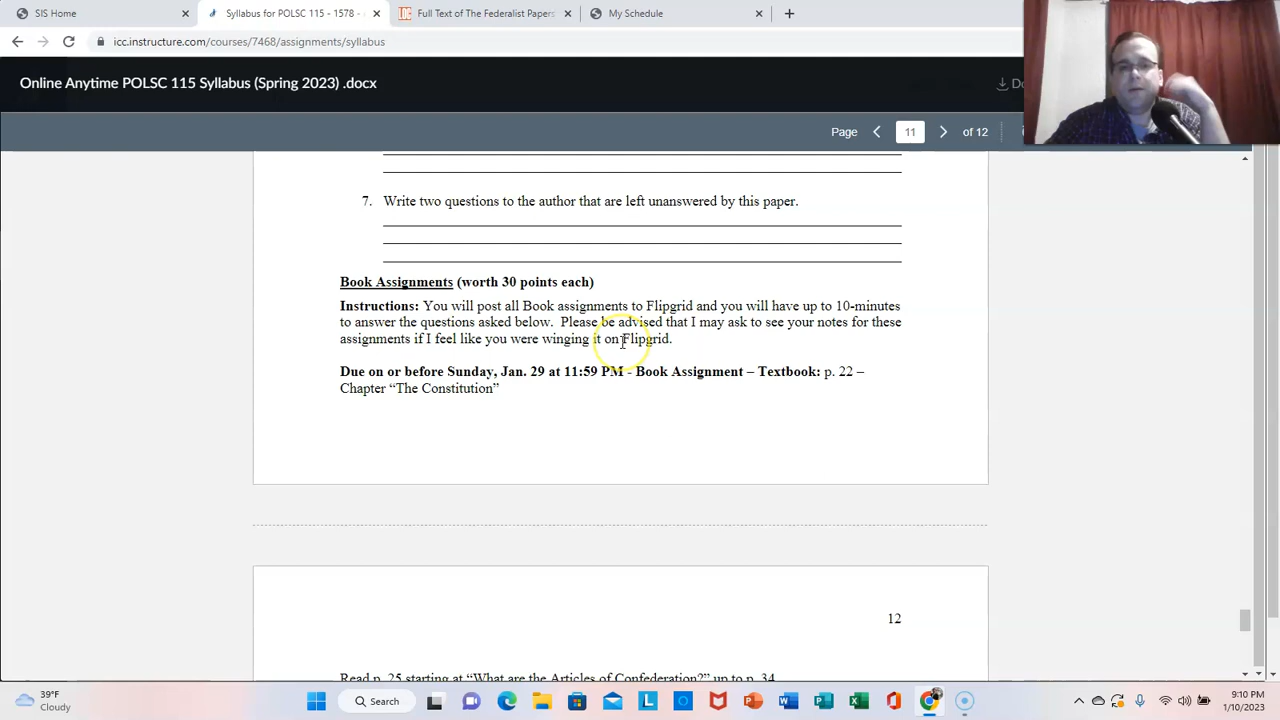 SIS Home
Syllabus for POLSC 115 - 1578 -
Full Text of The Federalist Papers
My Schedule
icc.instructure.com/courses/7468/assignments/syllabus
Online Anytime POLSC 115 Syllabus (Spring 2023) .docx
Do
Page
11
of 12
7. Write two questions to the author that are left unanswered by this paper.
Book Assignments (worth 30 points each)
Instructions: You will post all Book assignments to Flipgrid and you will have up to 10-minutes
to answer the questions asked below. Please be advised that I may ask to see your notes for these
assignments if I feel like you were winging it on Flipgrid.
Due on or before Sunday, Jan. 29 at 11:59 PM - Book Assignment – Textbook: p. 22 –
Chapter “The Constitution”
12
Read p. 25 starting at “What are the Articles of Confederation?” up to p. 34
39°F
Cloudy
Search
9:10 PM
1/10/2023